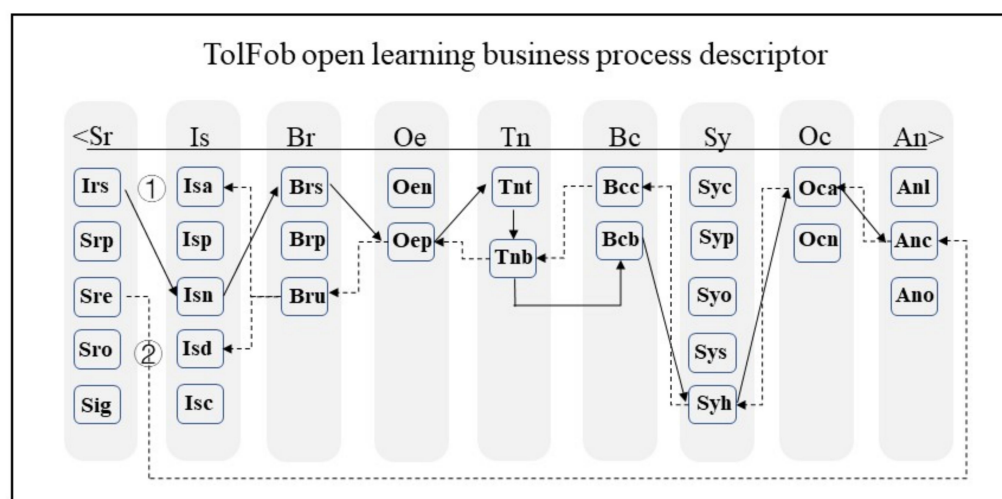 TolFob open learning business process descriptor
<Sr Is Br Oe Tn Bc Sy Oc An>
Irs ① Isa Brs Oen Tnt Bcc Syc Oca Anl
Srp Isp Brp Oep Tnb Bcb Syp Ocn Anc
Sre Isn Bru Syo Ano
Sro ② Isd Sys
Sig Isc Syh